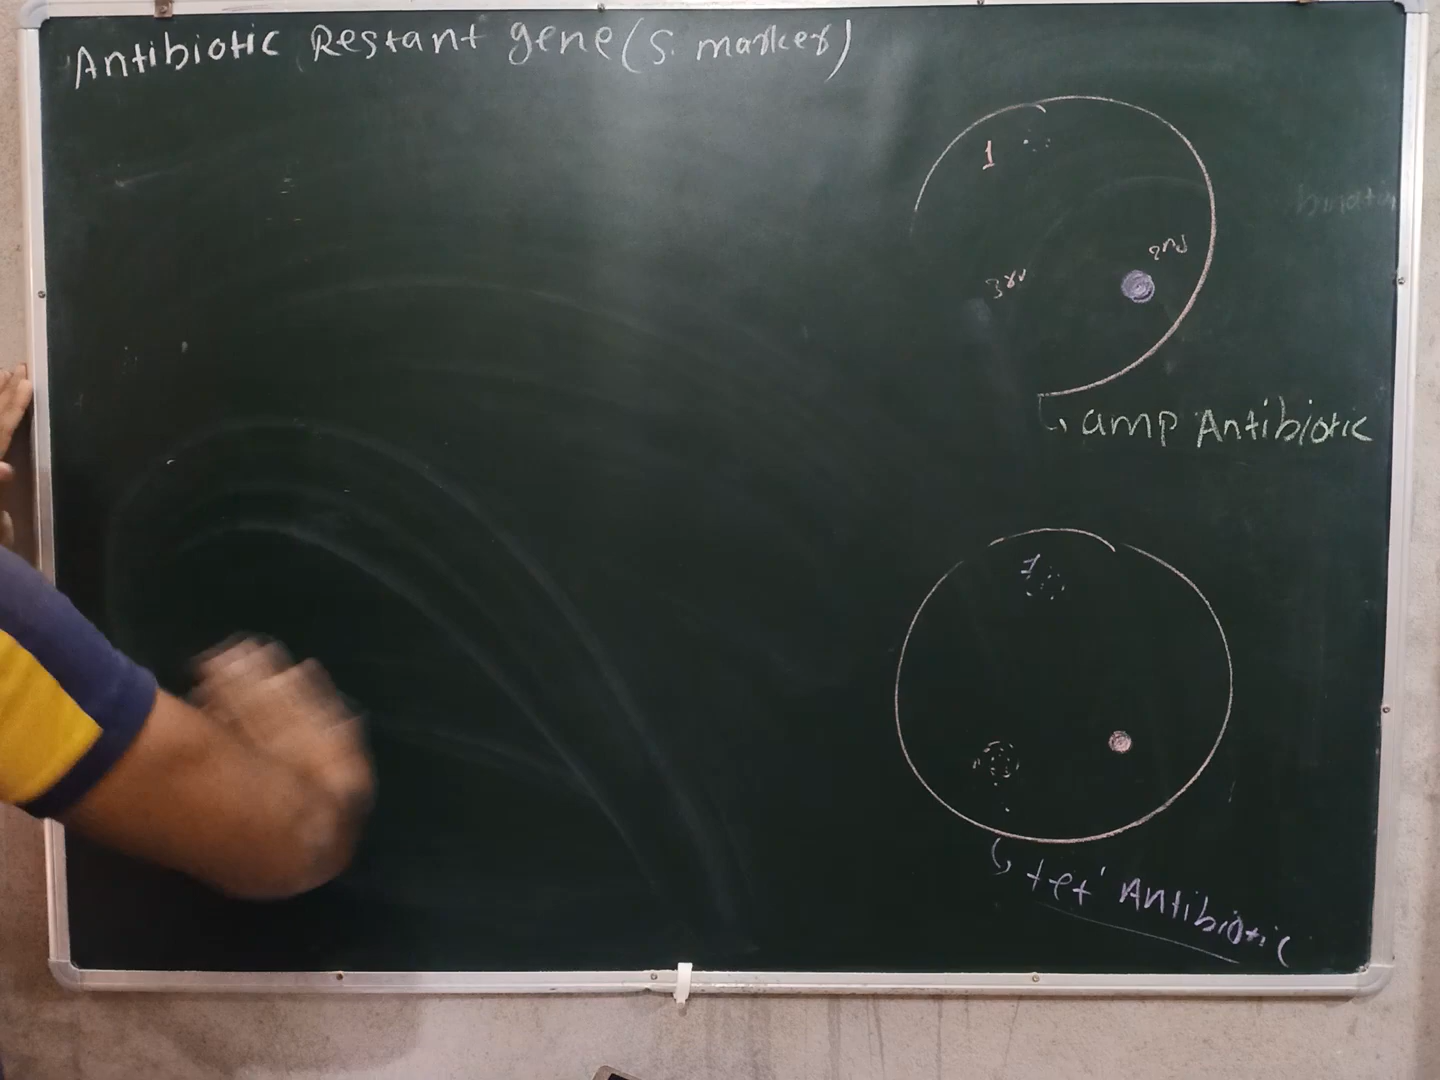 Antibiotic Restant gene (s. marker)
1
2nd
3rd
amp Antibiotic
1
tet' Antibiotic